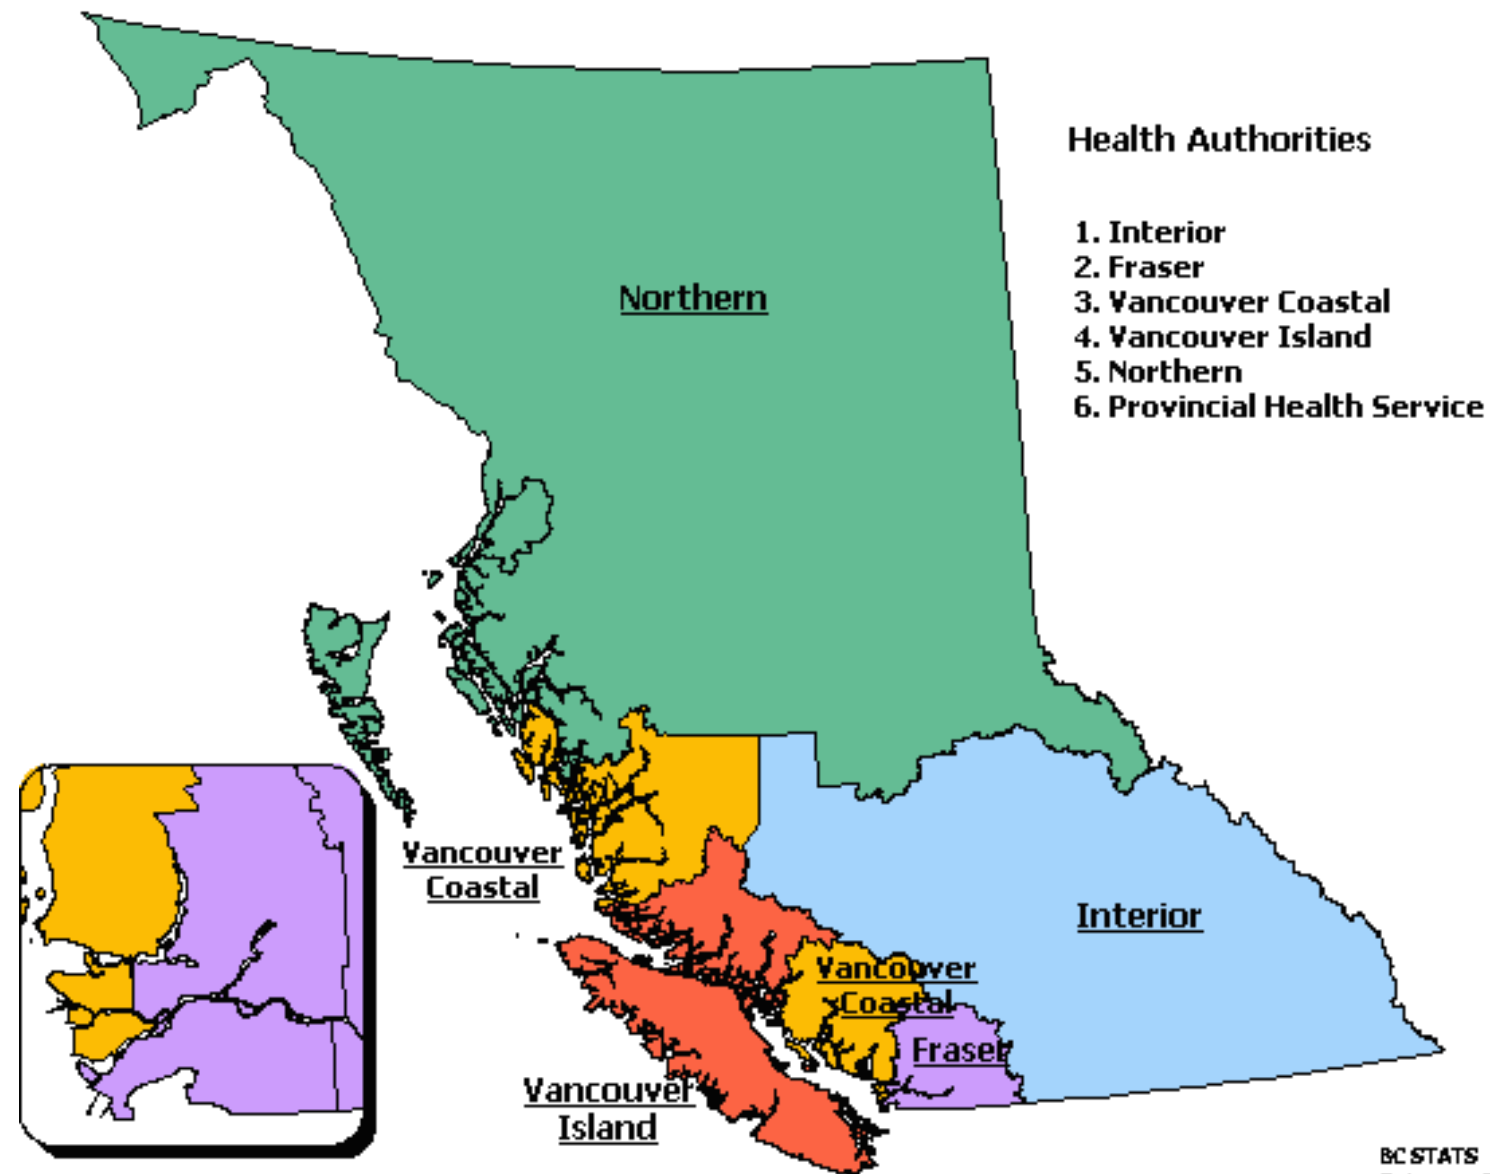 Health Authorities
1. Interior
2. Fraser
3. Vancouver Coastal
4. Vancouver Island
5. Northern
6. Provincial Health Service
Northern
Vancouver
Coastal
Interior
Vancouver
Coastal
Fraser
Vancouver
Island
BC STATS